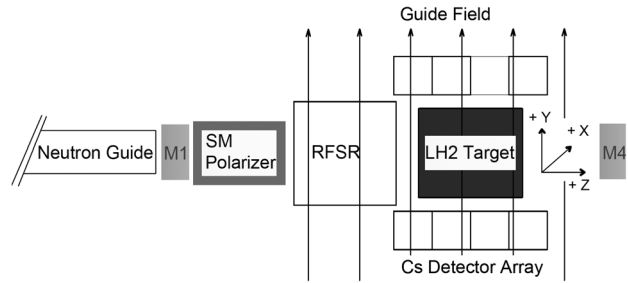 Guide Field
Neutron Guide
M1
SM
Polarizer
RFSR
LH2 Target
+ Y
+ X
+ Z
M4
Cs Detector Array